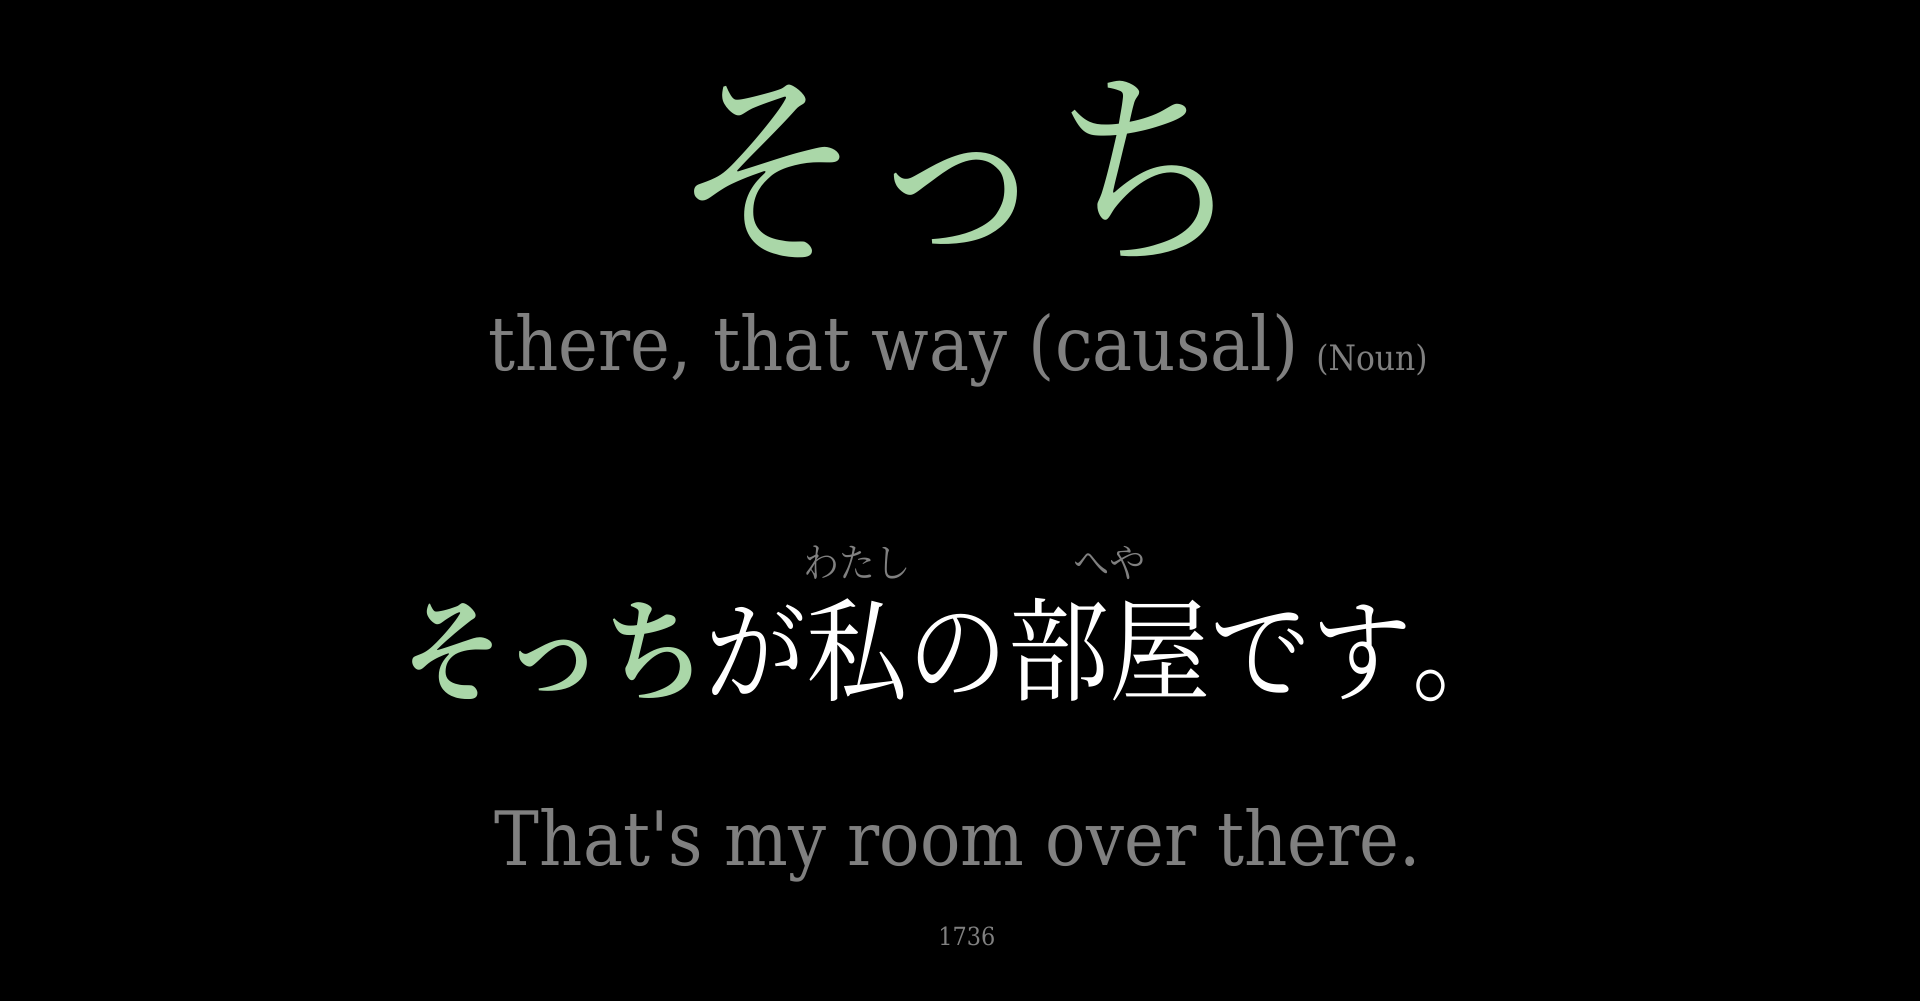 そっち
there, that way (causal) (Noun)
わたし へや
そっちが私の部屋です。
That's my room over there.
1736